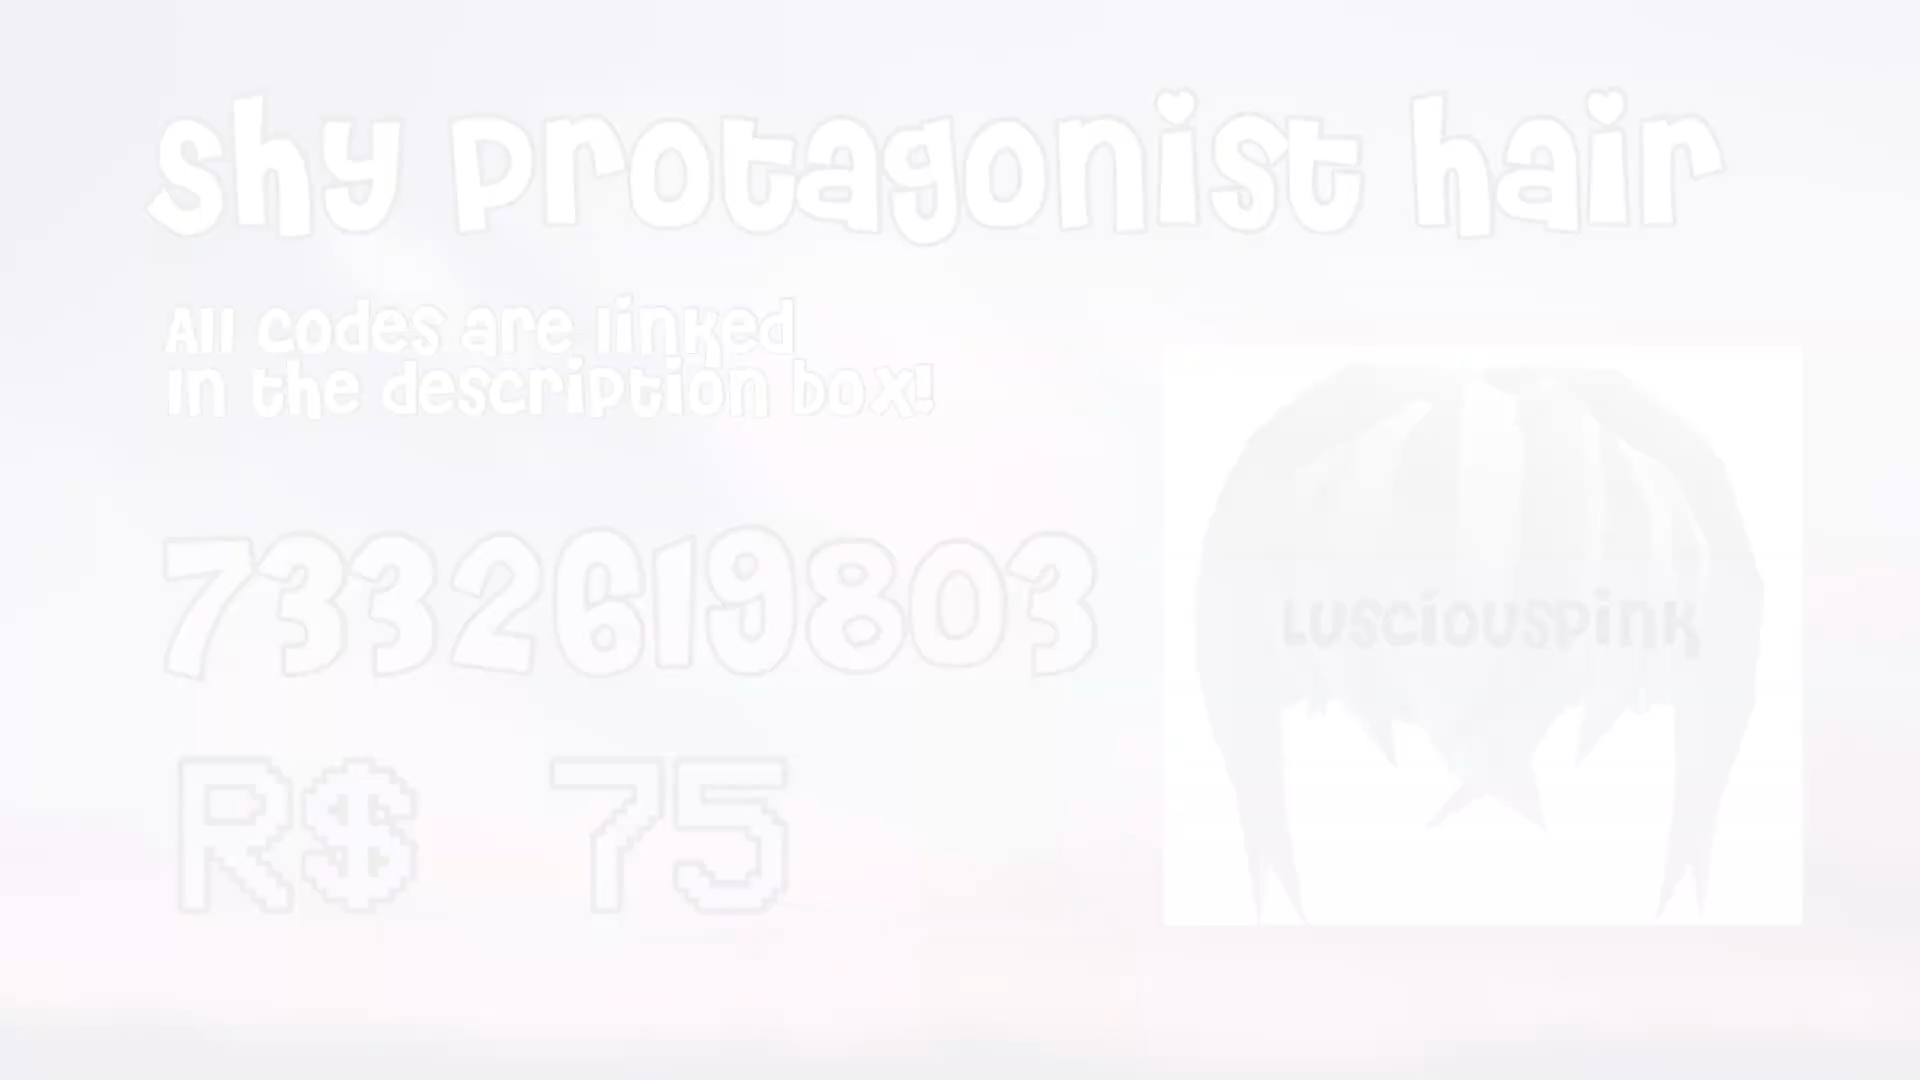 Shy Protagonist hair
All codes are linked
in the description box!
7332619803
Lusciouspink
R$ 75